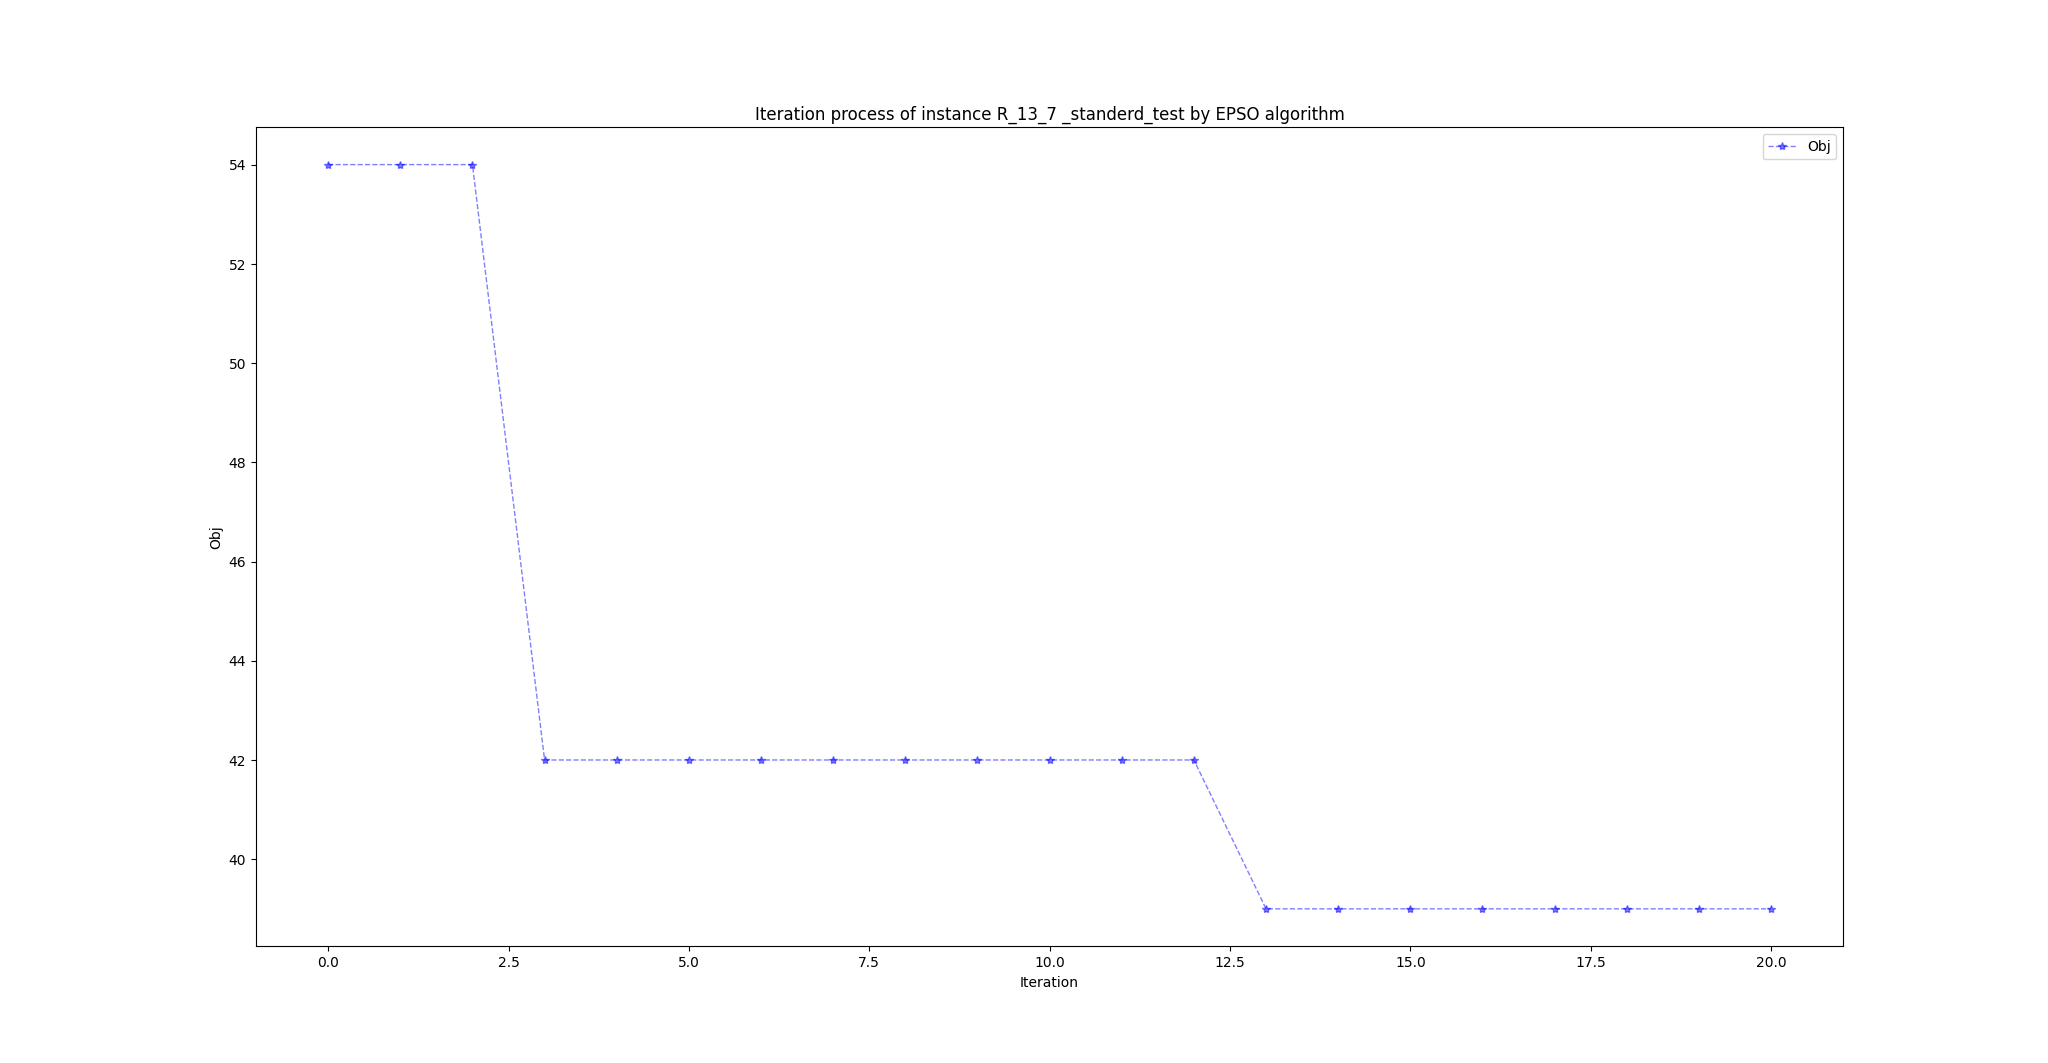 Iteration process of instance R_13_7 _standerd_test by EPSO algorithm
Obj
54
52
50
48
46
44
42
40
Obj
0.0 2.5 5.0 7.5 10.0 12.5 15.0 17.5 20.0
Iteration